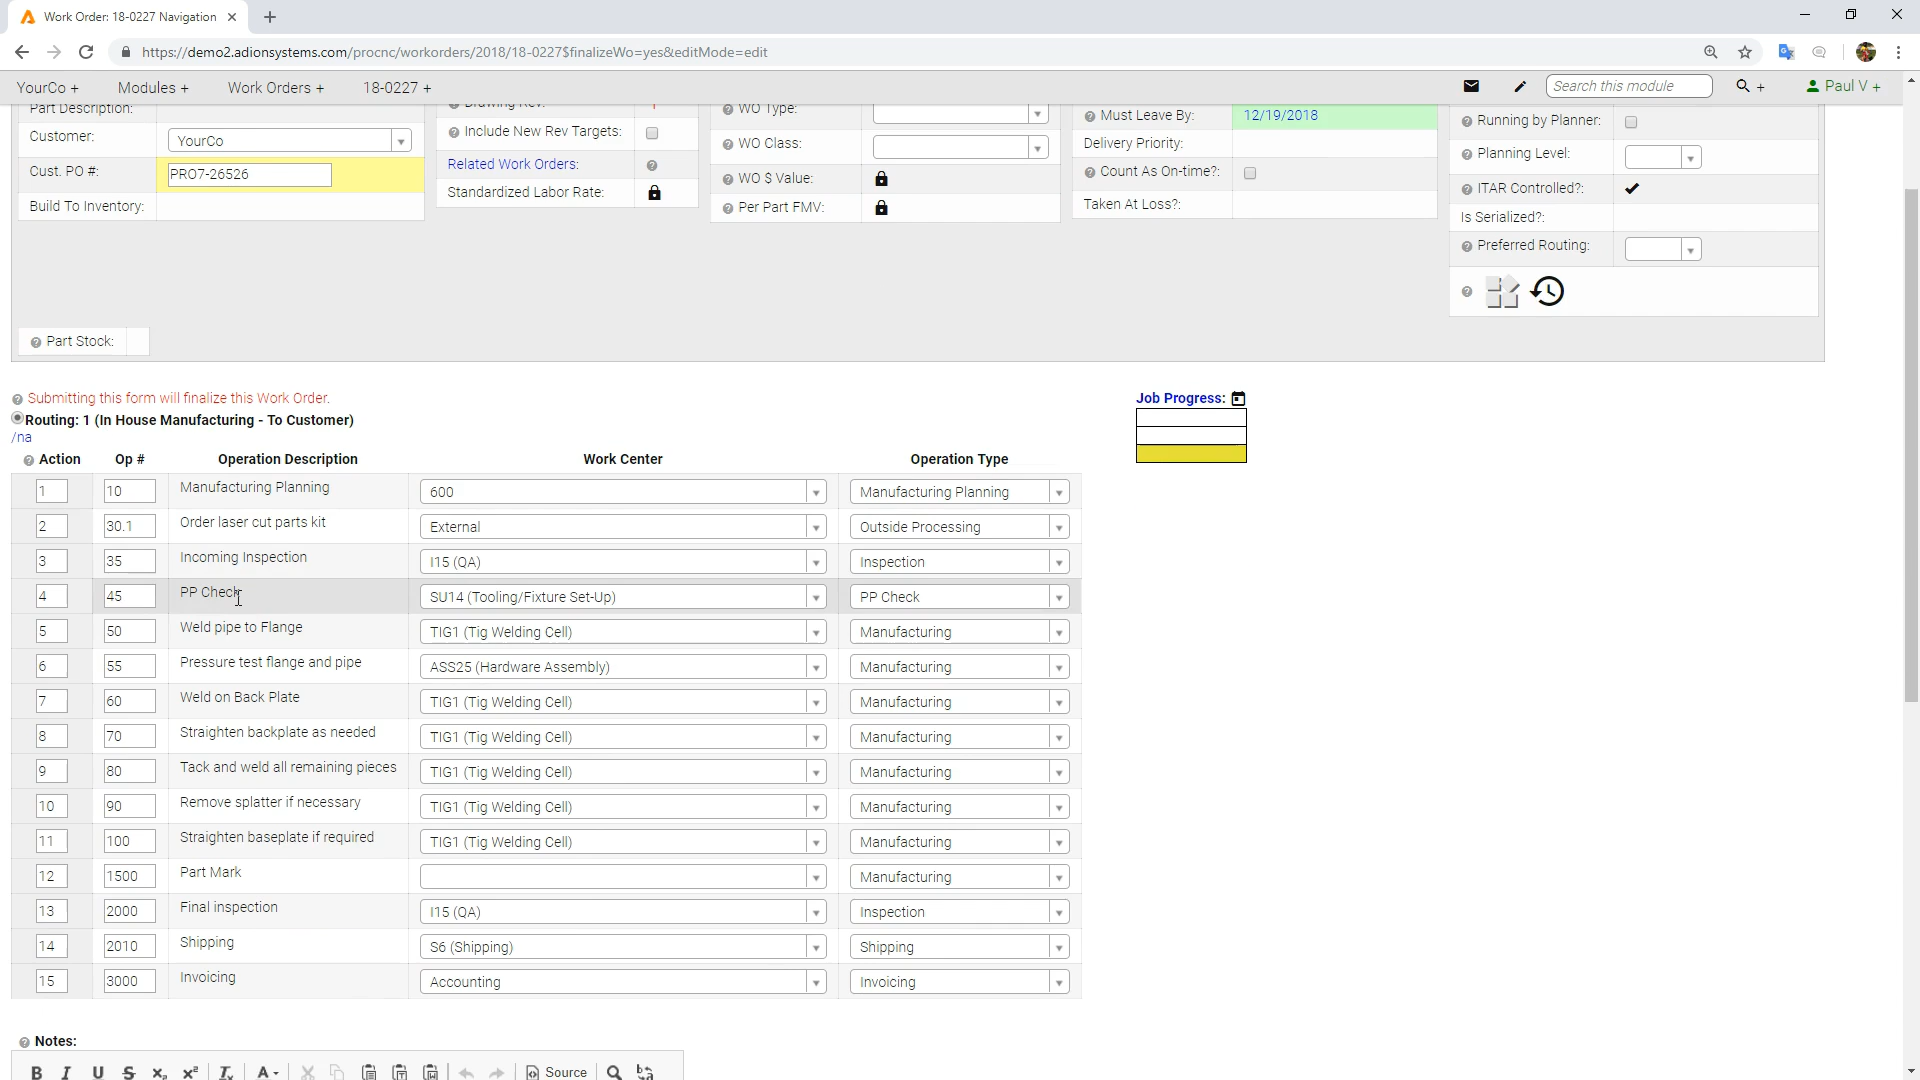 Work Order: 18-0227 Navigation
https://demo2.adionsystems.com/procnc/workorders/2018/18-0227$finalizeWo=yes&editMode=edit
YourCo + Modules + Work Orders + 18-0227 + Search this module + Paul V +
Part Description:
Customer: YourCo
Cust. PO #: PRO7-26526
Build To Inventory:
Drawing Rev:
Include New Rev Targets:
Related Work Orders:
Standardized Labor Rate:
WO Type:
WO Class:
WO $ Value:
Per Part FMV:
Must Leave By: 12/19/2018
Delivery Priority:
Count As On-time?:
Taken At Loss?:
Running by Planner:
Planning Level:
ITAR Controlled?:
Is Serialized?:
Preferred Routing:
Part Stock:
Submitting this form will finalize this Work Order.
Routing: 1 (In House Manufacturing - To Customer)
/na
Job Progress:
Action Op # Operation Description Work Center Operation Type
1 10 Manufacturing Planning 600 Manufacturing Planning
2 30.1 Order laser cut parts kit External Outside Processing
3 35 Incoming Inspection I15 (QA) Inspection
4 45 PP Check SU14 (Tooling/Fixture Set-Up) PP Check
5 50 Weld pipe to Flange TIG1 (Tig Welding Cell) Manufacturing
6 55 Pressure test flange and pipe ASS25 (Hardware Assembly) Manufacturing
7 60 Weld on Back Plate TIG1 (Tig Welding Cell) Manufacturing
8 70 Straighten backplate as needed TIG1 (Tig Welding Cell) Manufacturing
9 80 Tack and weld all remaining pieces TIG1 (Tig Welding Cell) Manufacturing
10 90 Remove splatter if necessary TIG1 (Tig Welding Cell) Manufacturing
11 100 Straighten baseplate if required TIG1 (Tig Welding Cell) Manufacturing
12 1500 Part Mark Manufacturing
13 2000 Final inspection I15 (QA) Inspection
14 2010 Shipping S6 (Shipping) Shipping
15 3000 Invoicing Accounting Invoicing
Notes:
B I U S x₂ x² Tx A Source